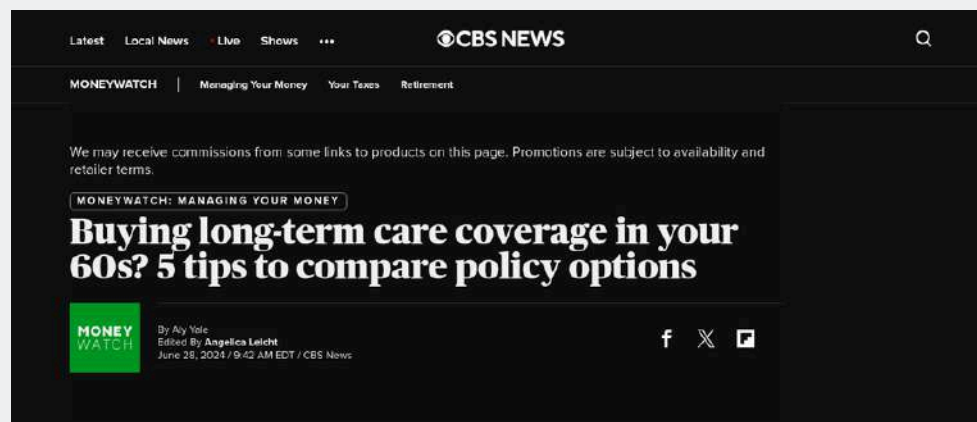 Latest Local News Live Shows •••
CBS NEWS
MONEYWATCH | Managing Your Money Your Taxes Retirement
We may receive commissions from some links to products on this page. Promotions are subject to availability and
retailer terms.
MONEYWATCH: MANAGING YOUR MONEY
Buying long-term care coverage in your
60s? 5 tips to compare policy options
MONEY
WATCH
By Aly Yale
Edited By Angelica Leicht
June 28, 2024 / 9:42 AM EDT / CBS News